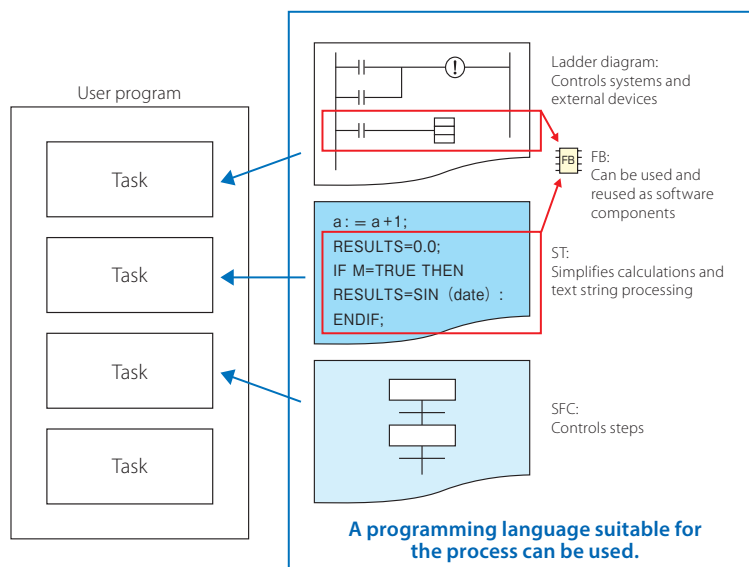 User program
Task
Task
Task
Task
!
Ladder diagram:
Controls systems and
external devices
FB
FB:
Can be used and
reused as software
components
a : = a +1;
RESULTS=0.0;
IF M=TRUE THEN
RESULTS=SIN (date) :
ENDIF;
ST:
Simplifies calculations and
text string processing
SFC:
Controls steps
A programming language suitable for
the process can be used.